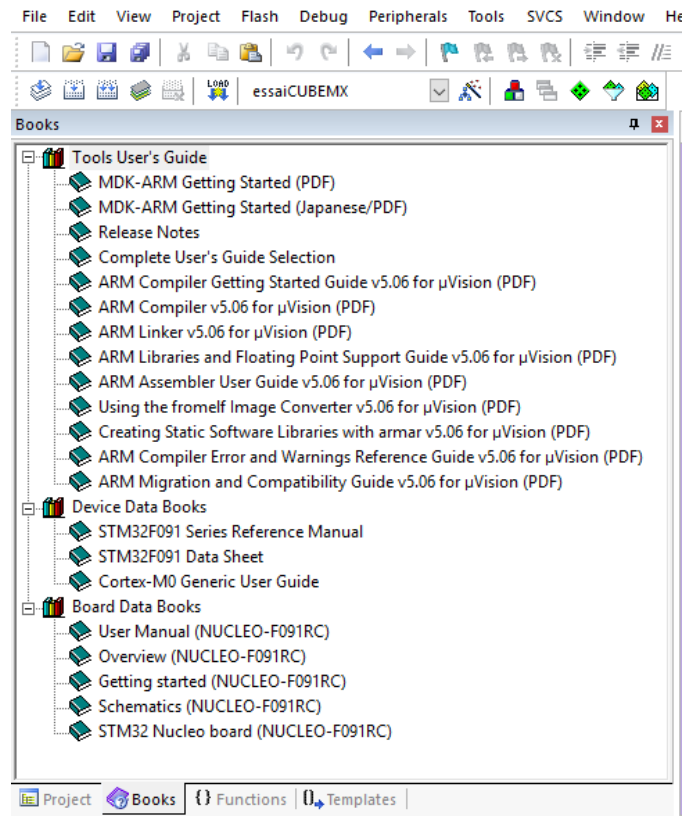 File Edit View Project Flash Debug Peripherals Tools SVCS Window He
LOAD essaiCUBEMX
Books
Tools User's Guide
MDK-ARM Getting Started (PDF)
MDK-ARM Getting Started (Japanese/PDF)
Release Notes
Complete User's Guide Selection
ARM Compiler Getting Started Guide v5.06 for µVision (PDF)
ARM Compiler v5.06 for µVision (PDF)
ARM Linker v5.06 for µVision (PDF)
ARM Libraries and Floating Point Support Guide v5.06 for µVision (PDF)
ARM Assembler User Guide v5.06 for µVision (PDF)
Using the fromelf Image Converter v5.06 for µVision (PDF)
Creating Static Software Libraries with armar v5.06 for µVision (PDF)
ARM Compiler Error and Warnings Reference Guide v5.06 for µVision (PDF)
ARM Migration and Compatibility Guide v5.06 for µVision (PDF)
Device Data Books
STM32F091 Series Reference Manual
STM32F091 Data Sheet
Cortex-M0 Generic User Guide
Board Data Books
User Manual (NUCLEO-F091RC)
Overview (NUCLEO-F091RC)
Getting started (NUCLEO-F091RC)
Schematics (NUCLEO-F091RC)
STM32 Nucleo board (NUCLEO-F091RC)
Project Books {} Functions 0 Templates